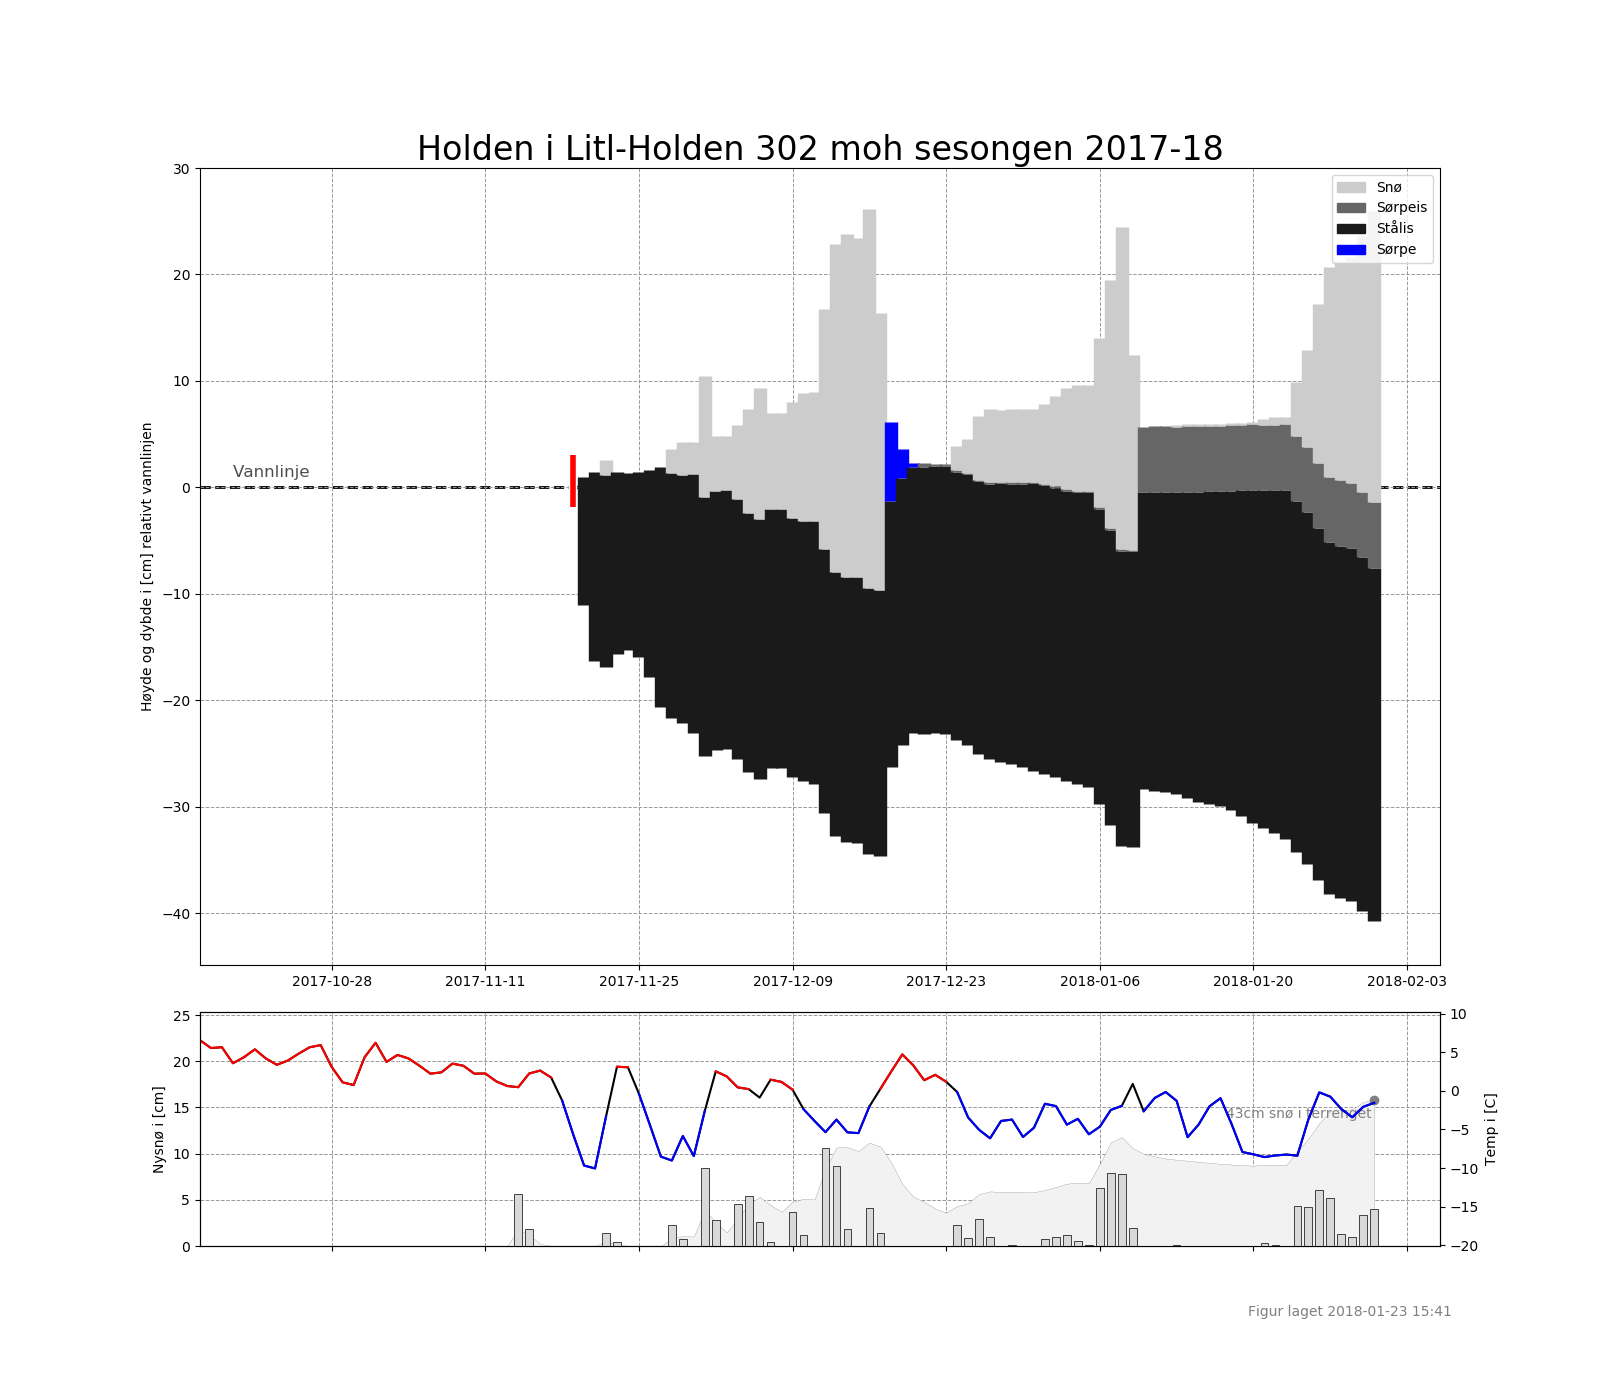 Holden i Litl-Holden 302 moh sesongen 2017-18
30
20
10
0
−10
−20
−30
−40
Høyde og dybde i [cm] relativt vannlinjen
Vannlinje
Snø
Sørpeis
Stålis
Sørpe
2017-10-28
2017-11-11
2017-11-25
2017-12-09
2017-12-23
2018-01-06
2018-01-20
2018-02-03
25
20
15
10
5
0
Nysnø i [cm]
43cm snø i terrenget
10
5
0
−5
−10
−15
−20
Temp i [C]
Figur laget 2018-01-23 15:41